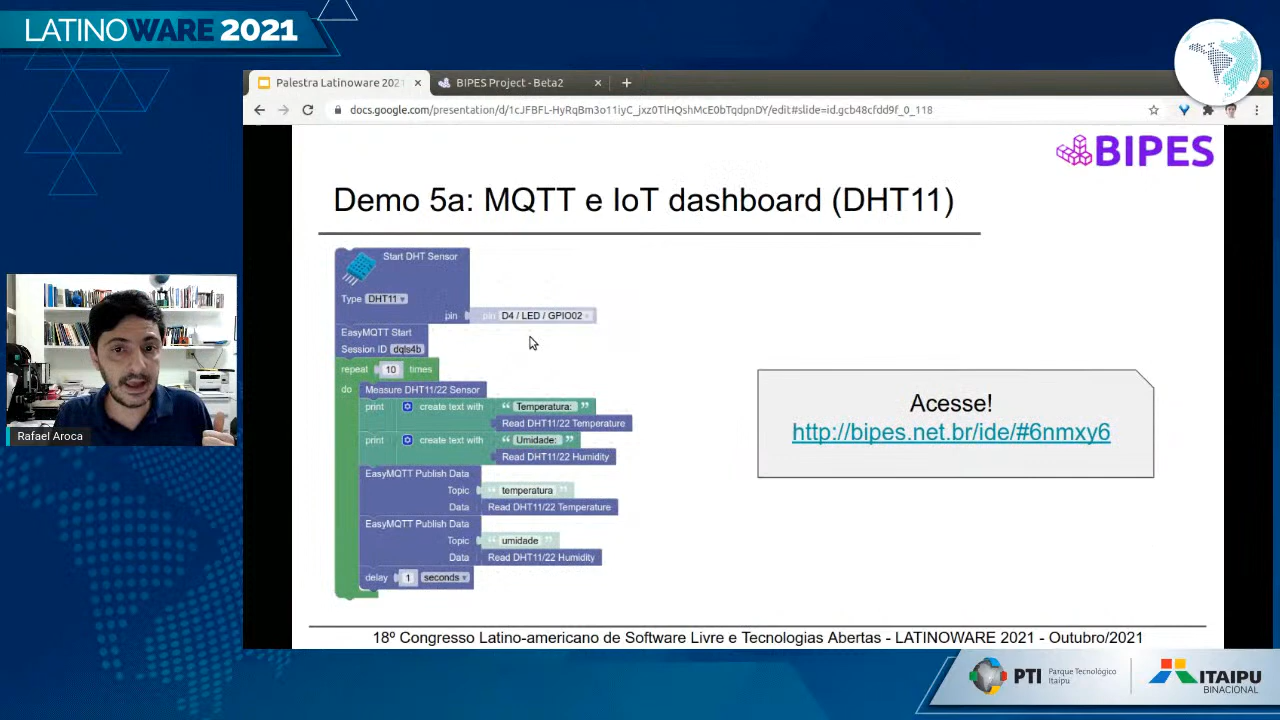 LATINOWARE 2021
Palestra Latinoware 2021
BIPES Project - Beta2
docs.google.com/presentation/d/1cJFBFL-HyRqBm3o11iyC_jxz0TlHQshMcE0bTqdpnDY/edit#slide=id.gcb48cfdd9f_0_118
BIPES
Demo 5a: MQTT e IoT dashboard (DHT11)
Start DHT Sensor
Type DHT11
pin pin D4 / LED / GPIO02
EasyMQTT Start
Session ID dqls4b
repeat 10 times
do Measure DHT11/22 Sensor
print create text with “ Temperatura: ”
Read DHT11/22 Temperature
print create text with “ Umidade: ”
Read DHT11/22 Humidity
EasyMQTT Publish Data
Topic “ temperatura ”
Data Read DHT11/22 Temperature
EasyMQTT Publish Data
Topic “ umidade ”
Data Read DHT11/22 Humidity
delay 1 seconds
Acesse!
http://bipes.net.br/ide/#6nmxy6
Rafael Aroca
18º Congresso Latino-americano de Software Livre e Tecnologias Abertas - LATINOWARE 2021 - Outubro/2021
PTI Parque Tecnológico
Itaipu
ITAIPU
BINACIONAL